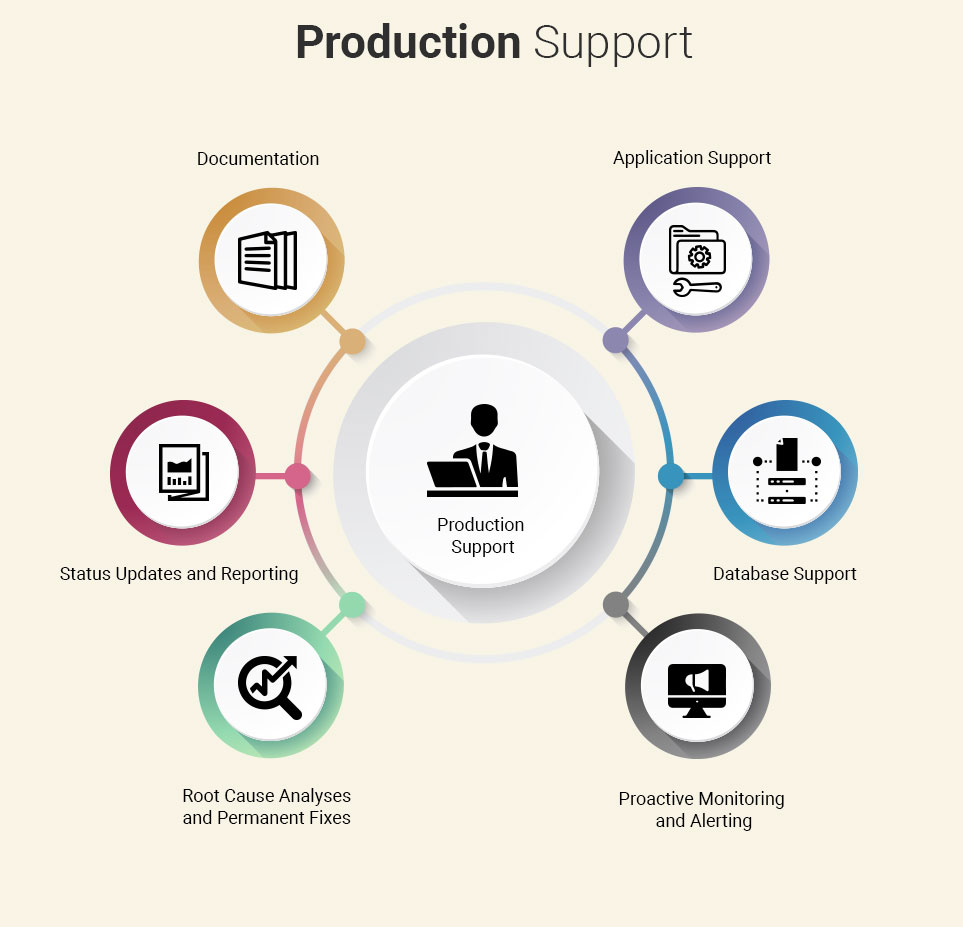 Production Support
Documentation
Application Support
Production
Support
Status Updates and Reporting
Database Support
Root Cause Analyses
and Permanent Fixes
Proactive Monitoring
and Alerting